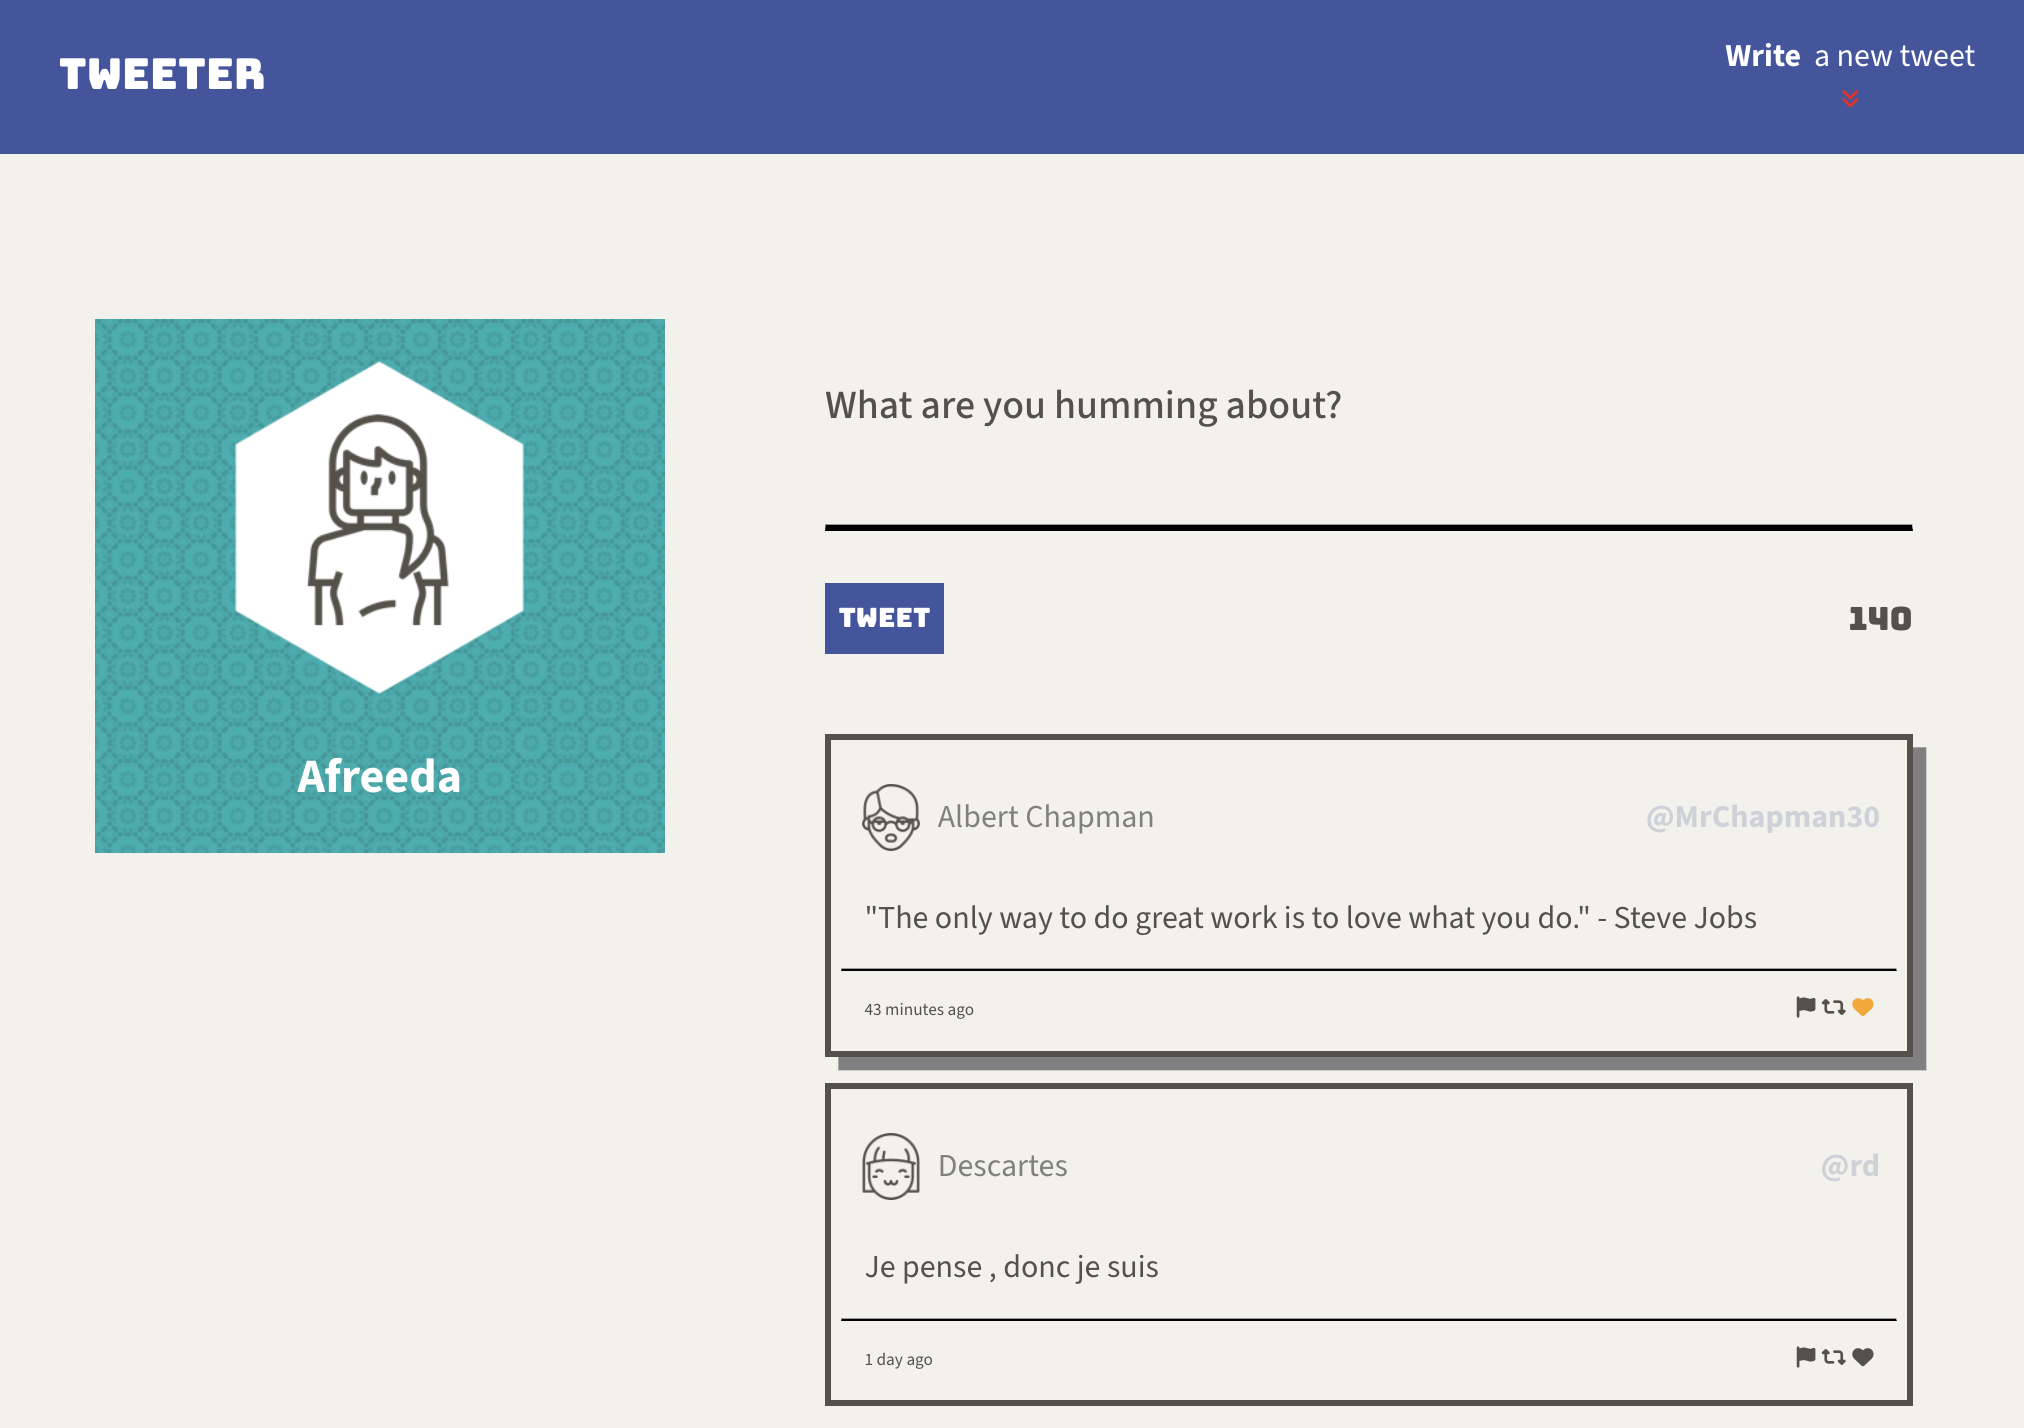 TWEETER
Write a new tweet
Afreeda
What are you humming about?
TWEET
140
Albert Chapman
@MrChapman30
"The only way to do great work is to love what you do." - Steve Jobs
43 minutes ago
Descartes
@rd
Je pense , donc je suis
1 day ago